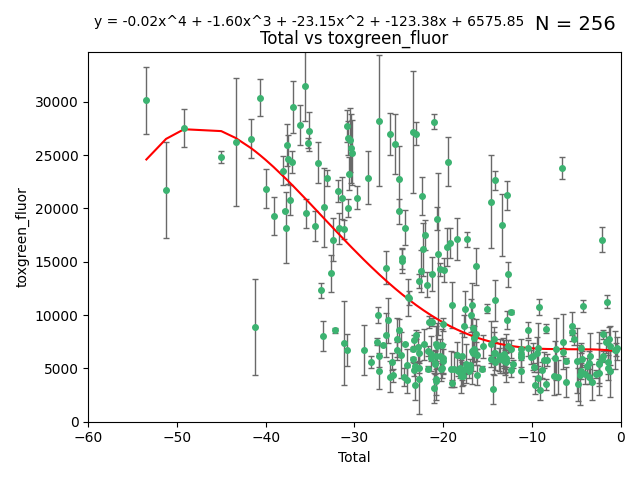 y = -0.02x^4 + -1.60x^3 + -23.15x^2 + -123.38x + 6575.85 N = 256
Total vs toxgreen_fluor
30000
25000
20000
15000
10000
5000
0
toxgreen_fluor
−60 −50 −40 −30 −20 −10 0
Total